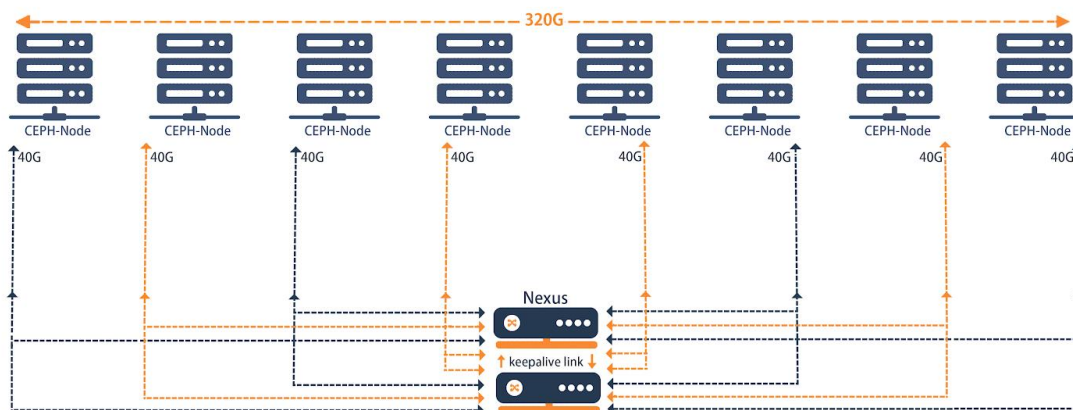 320G
CEPH-Node CEPH-Node CEPH-Node CEPH-Node CEPH-Node CEPH-Node CEPH-Node CEPH-Node
40G 40G 40G 40G 40G 40G 40G 40G
Nexus
keepalive link